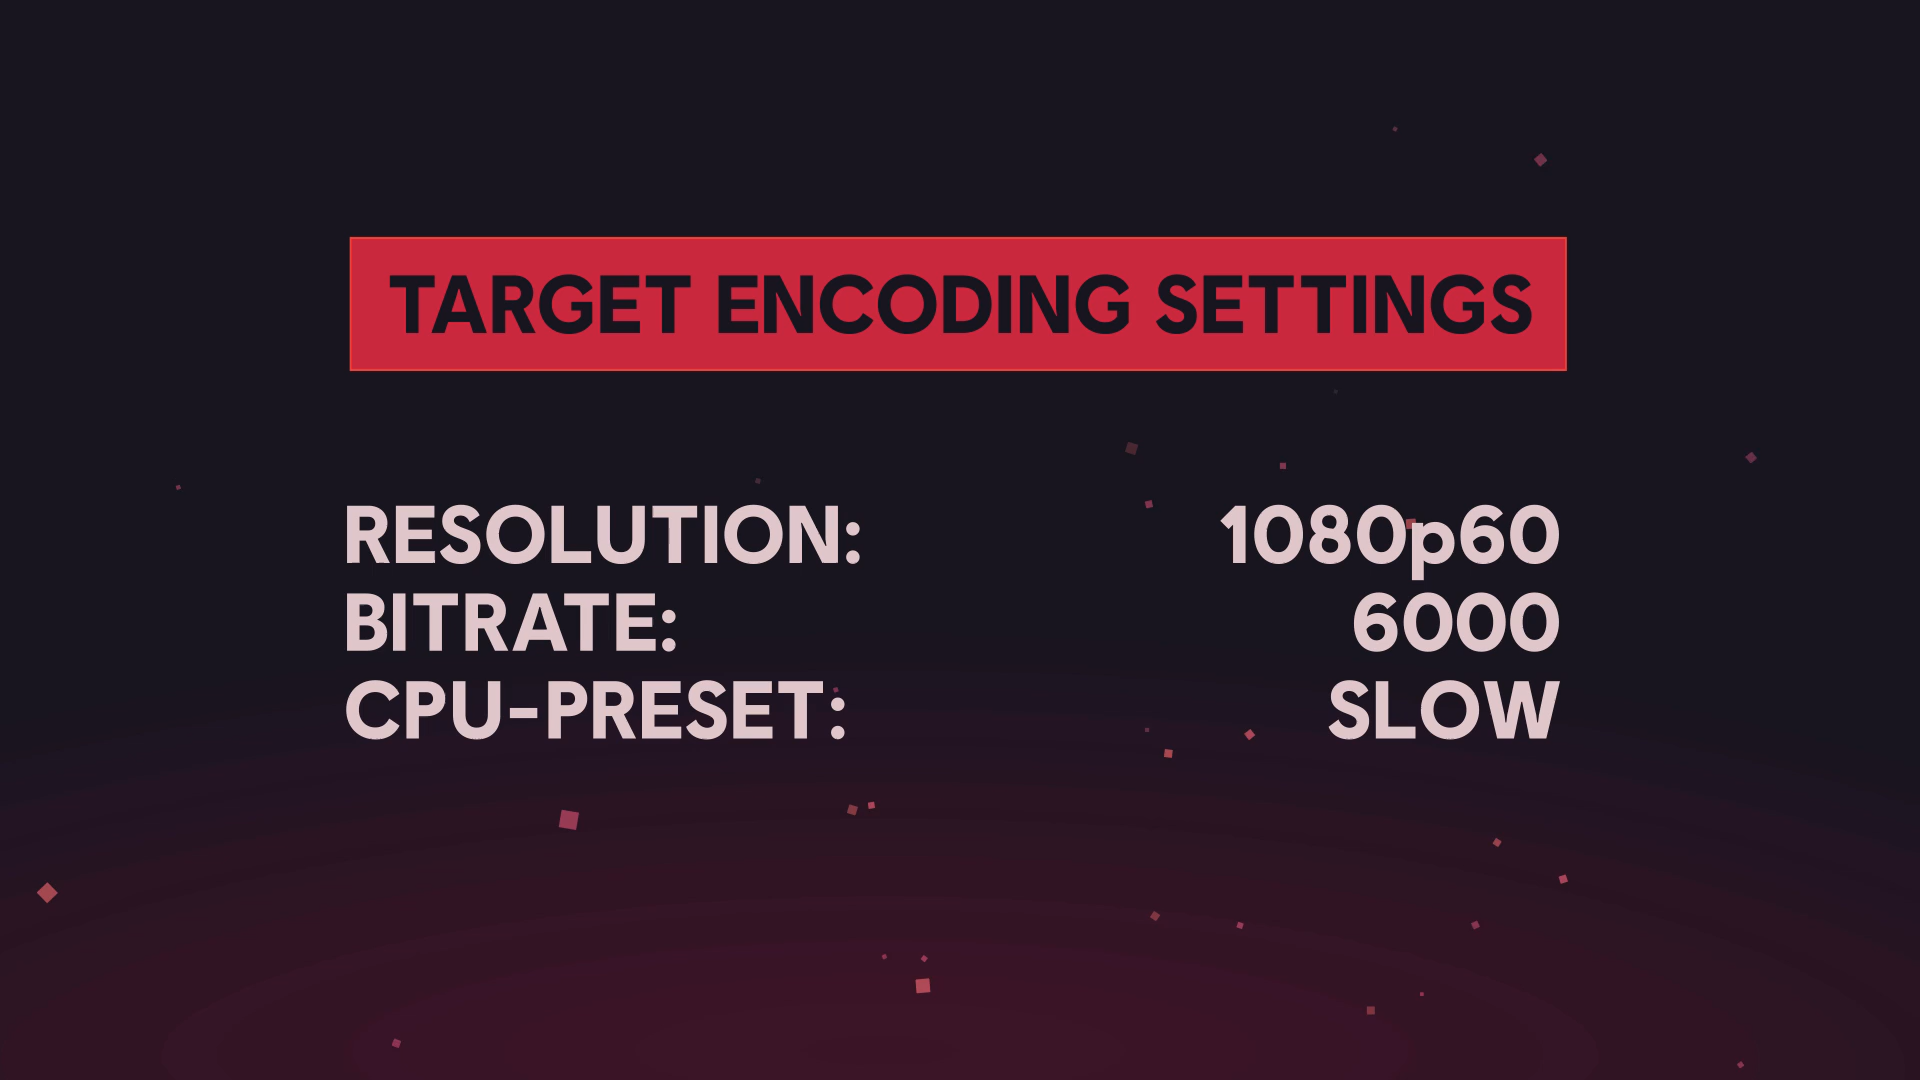 TARGET ENCODING SETTINGS
RESOLUTION: 1080p60
BITRATE: 6000
CPU-PRESET: SLOW